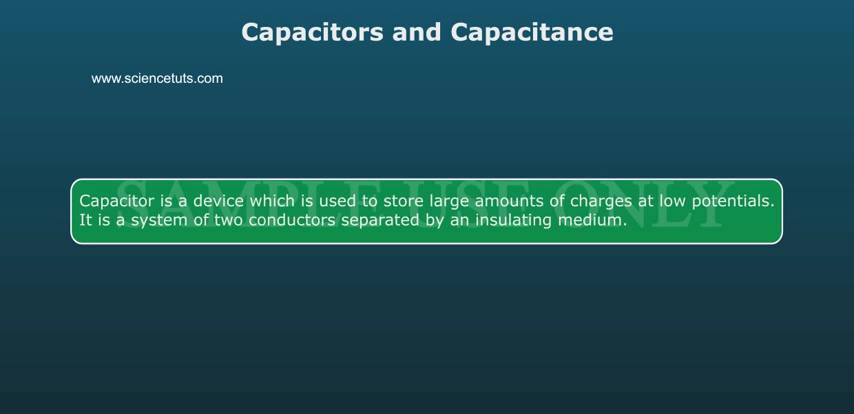 Capacitors and Capacitance
www.sciencetuts.com
SAMPLE USE ONLY
Capacitor is a device which is used to store large amounts of charges at low potentials.
It is a system of two conductors separated by an insulating medium.